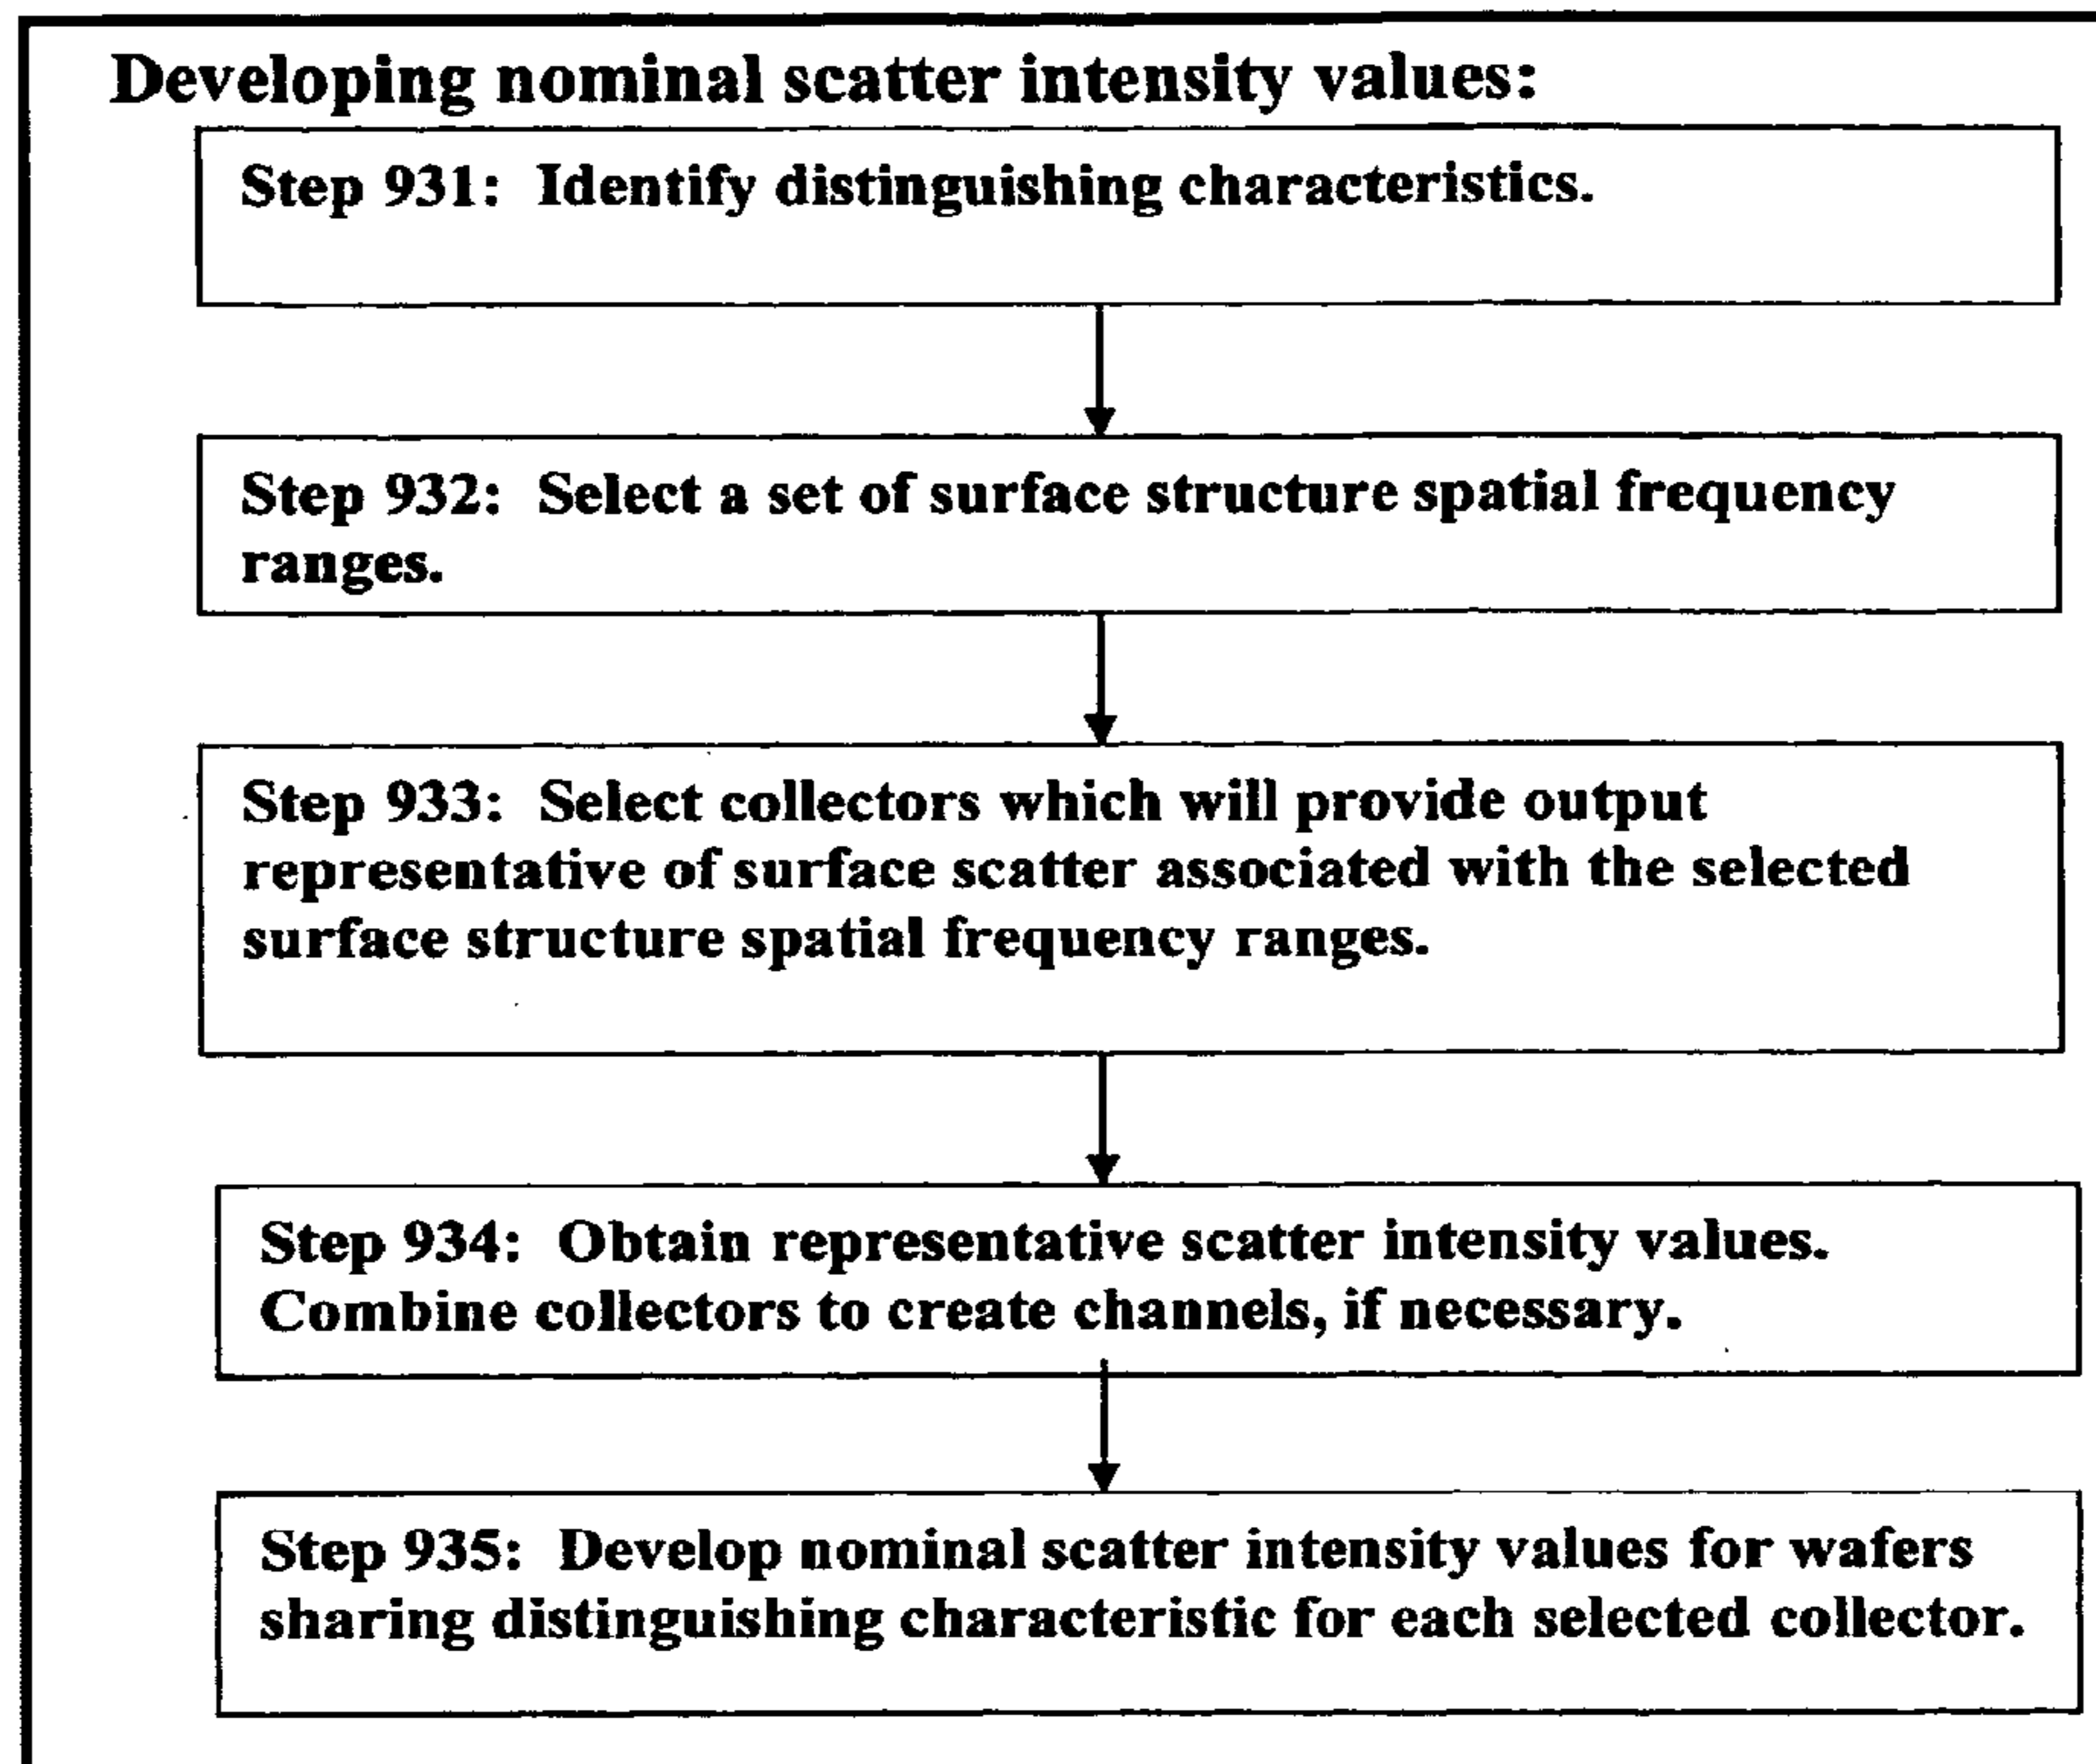 Developing nominal scatter intensity values:
Step 931: Identify distinguishing characteristics.
Step 932: Select a set of surface structure spatial frequency
ranges.
Step 933: Select collectors which will provide output
representative of surface scatter associated with the selected
surface structure spatial frequency ranges.
Step 934: Obtain representative scatter intensity values.
Combine collectors to create channels, if necessary.
Step 935: Develop nominal scatter intensity values for wafers
sharing distinguishing characteristic for each selected collector.